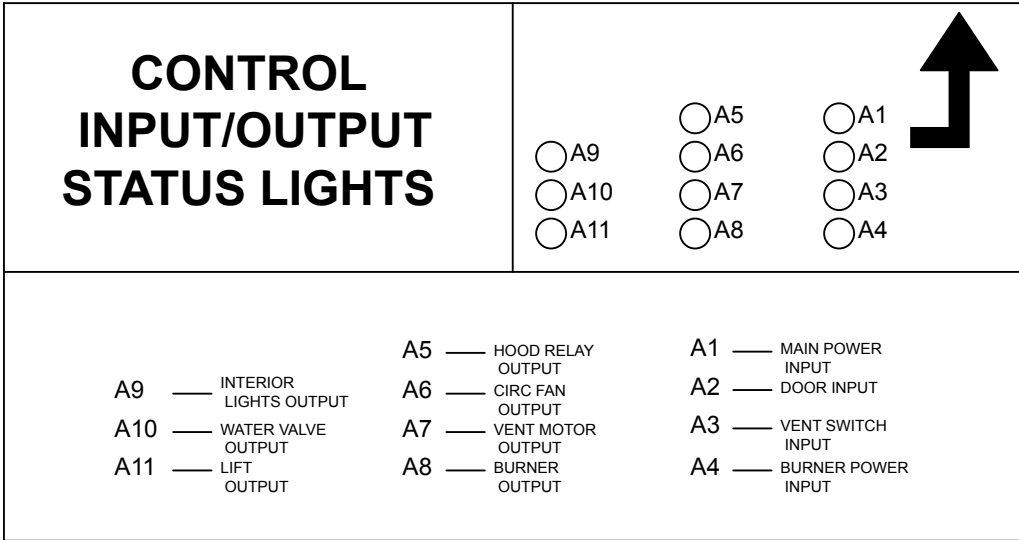 CONTROL
INPUT/OUTPUT
STATUS LIGHTS
A5 A1
A9 A6 A2
A10 A7 A3
A11 A8 A4
A9 INTERIOR
LIGHTS OUTPUT
A10 WATER VALVE
OUTPUT
A11 LIFT
OUTPUT
A5 HOOD RELAY
OUTPUT
A6 CIRC FAN
OUTPUT
A7 VENT MOTOR
OUTPUT
A8 BURNER
OUTPUT
A1 MAIN POWER
INPUT
A2 DOOR INPUT
A3 VENT SWITCH
INPUT
A4 BURNER POWER
INPUT